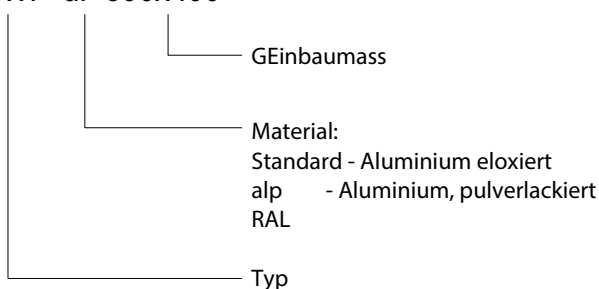 GEinbaumass
Material:
Standard - Aluminium eloxiert
alp - Aluminium, pulverlackiert
RAL
Typ